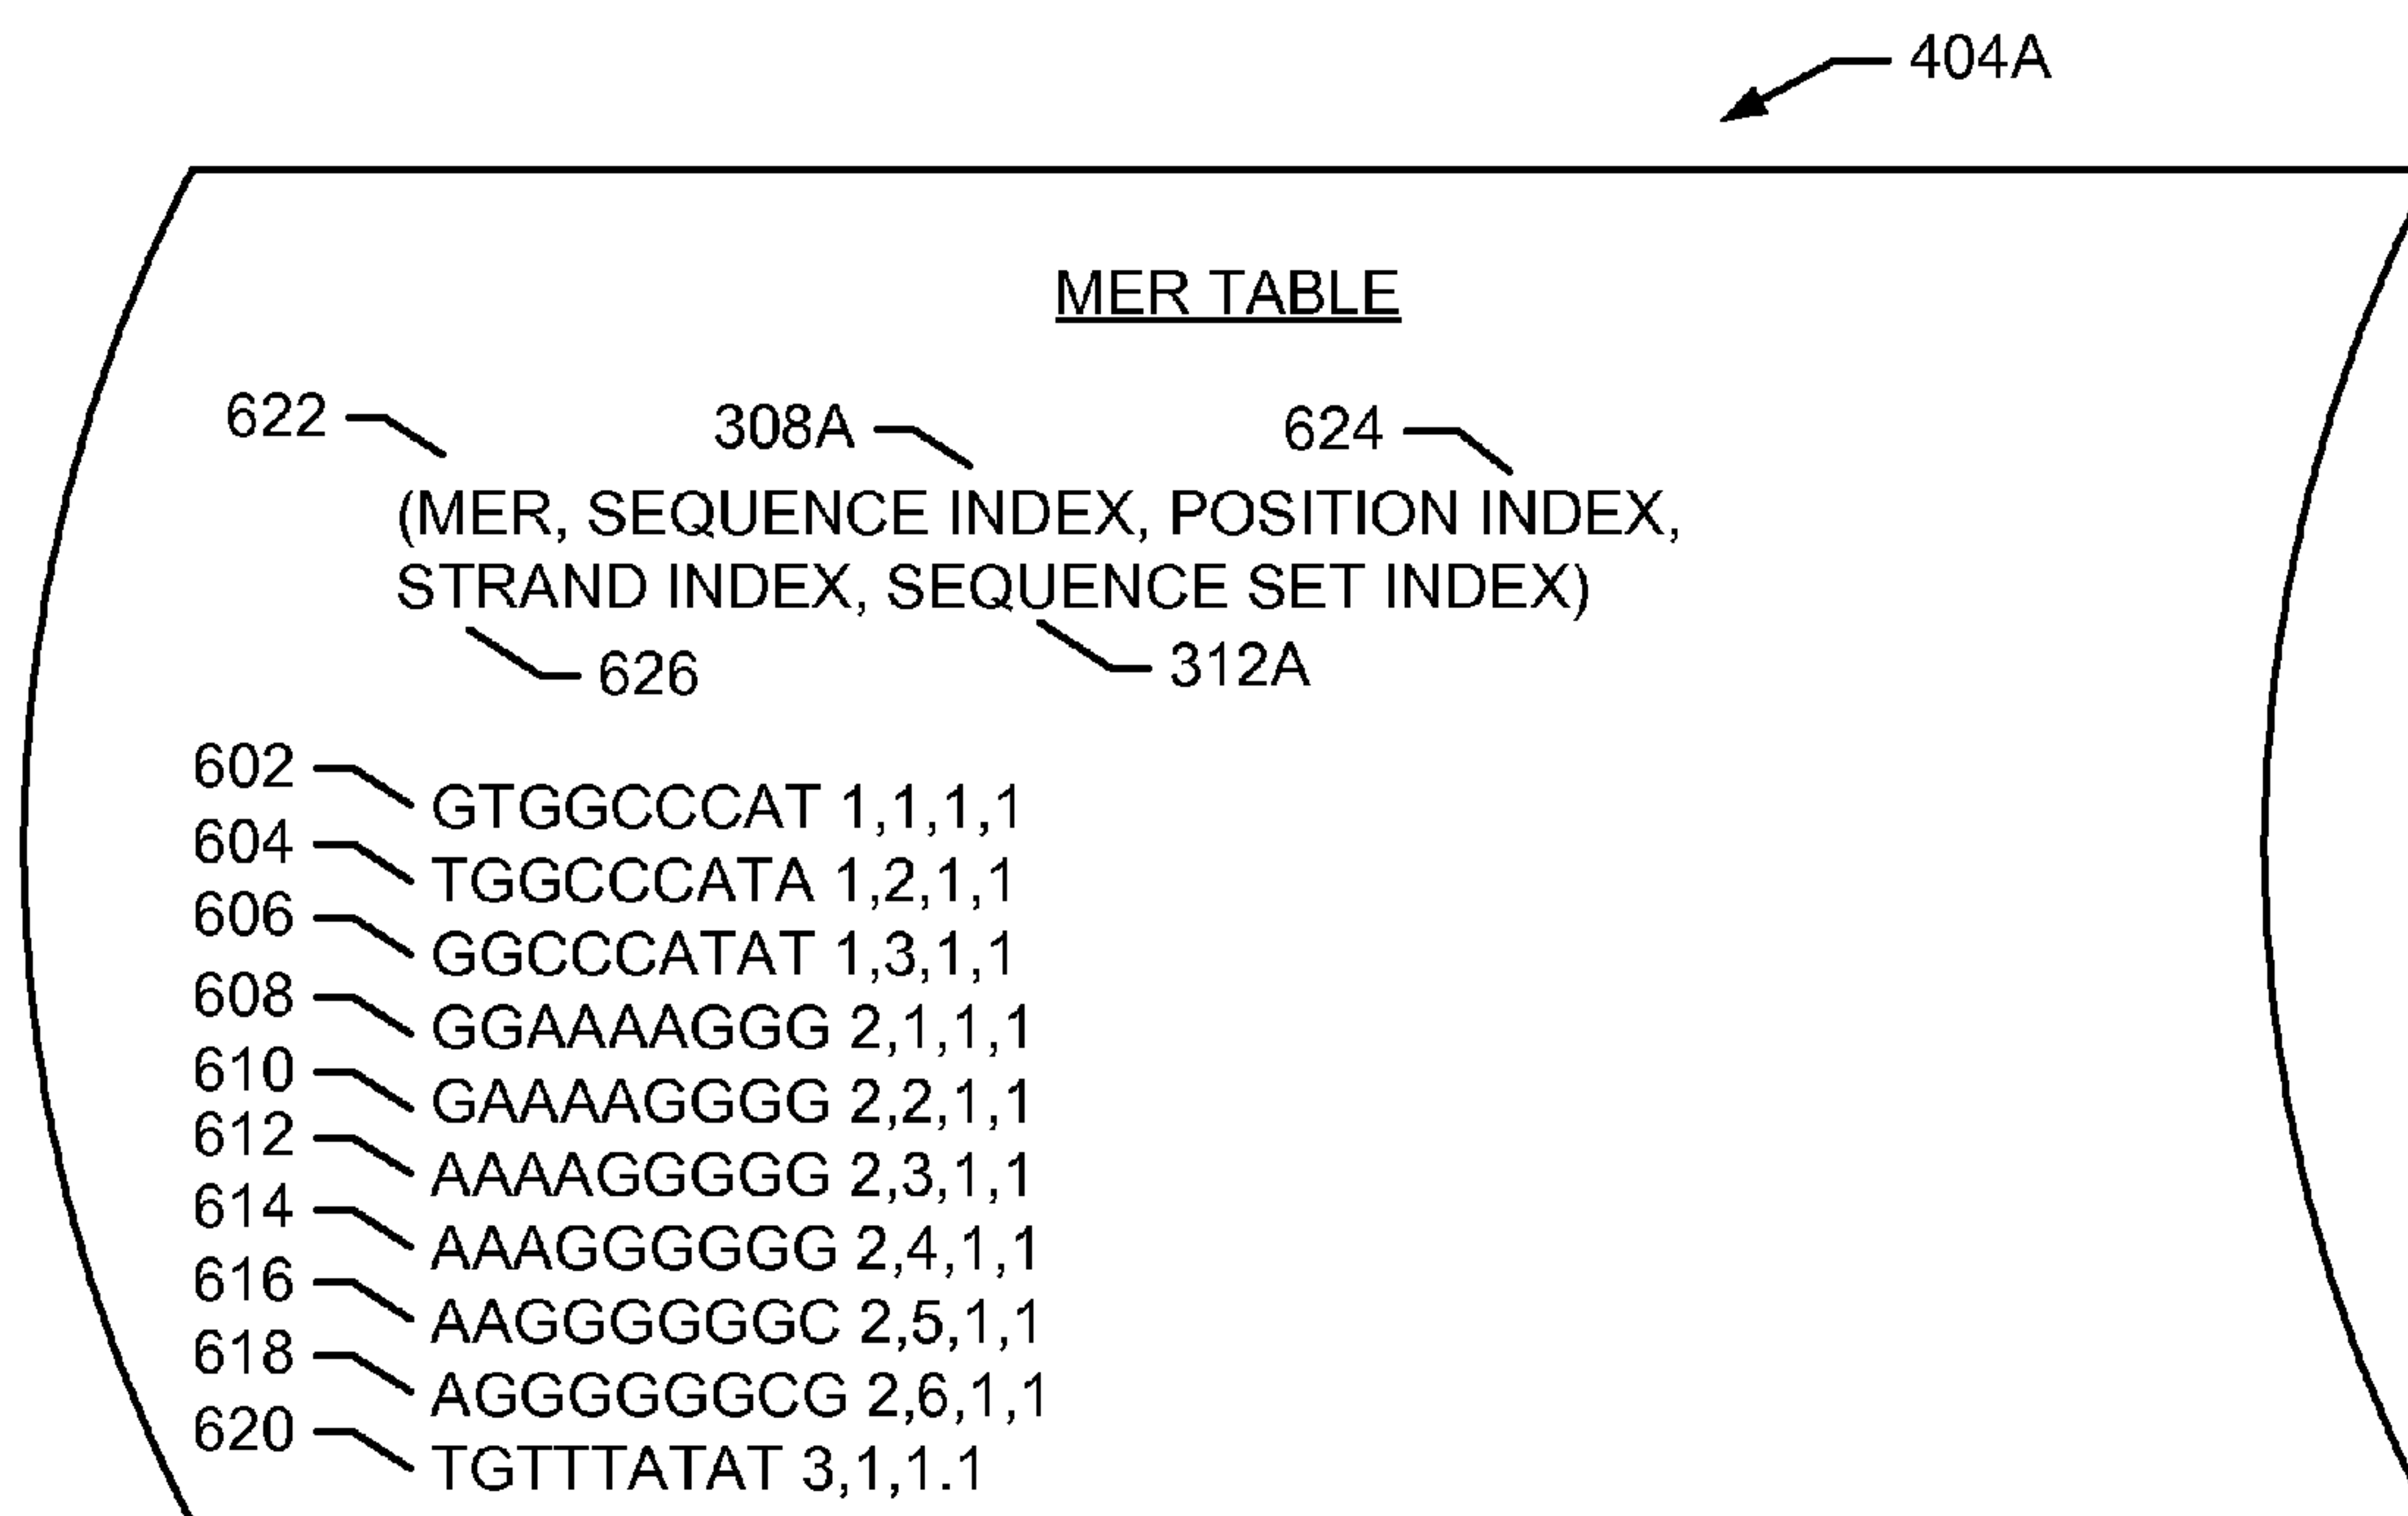 404A
MER TABLE
622 308A 624
(MER, SEQUENCE INDEX, POSITION INDEX,
STRAND INDEX, SEQUENCE SET INDEX)
626 312A
602 GTGGCCCAT 1,1,1,1
604 TGGCCCATA 1,2,1,1
606 GGCCCATAT 1,3,1,1
608 GGAAAAGGG 2,1,1,1
610 GAAAAGGGG 2,2,1,1
612 AAAAGGGGG 2,3,1,1
614 AAAGGGGGG 2,4,1,1
616 AAGGGGGGC 2,5,1,1
618 AGGGGGGCG 2,6,1,1
620 TGTTTATAT 3,1,1.1